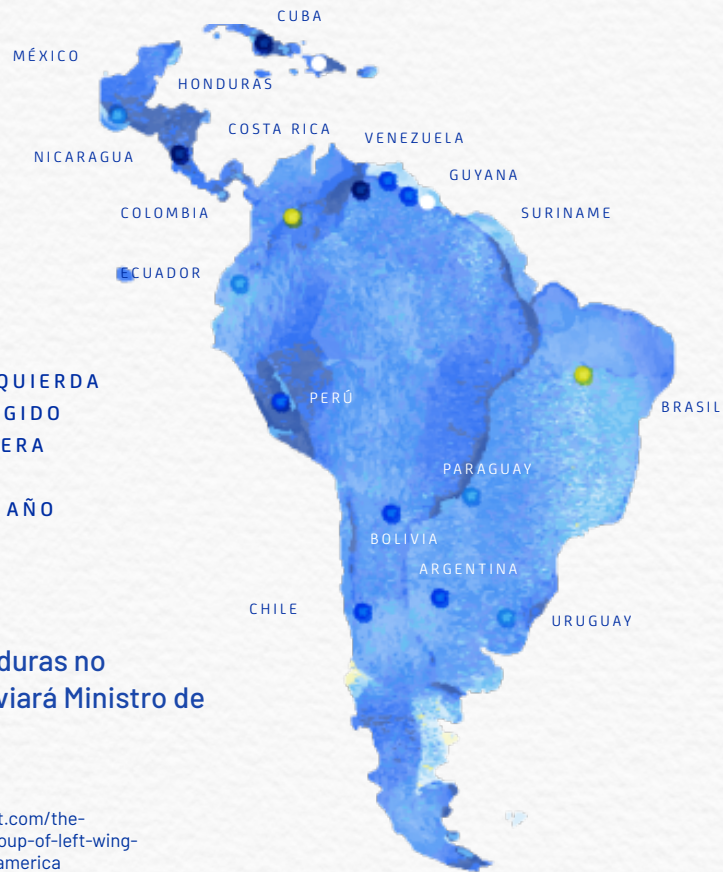 CUBA
MÉXICO
HONDURAS
COSTA RICA
VENEZUELA
NICARAGUA
GUYANA
COLOMBIA
SURINAME
ECUADOR
QUIERDA
GIDO
PERÚ
BRASIL
ERA
PARAGUAY
AÑO
BOLIVIA
ARGENTINA
CHILE
URUGUAY
duras no
viará Ministro de
t.com/the-
oup-of-left-wing-
america